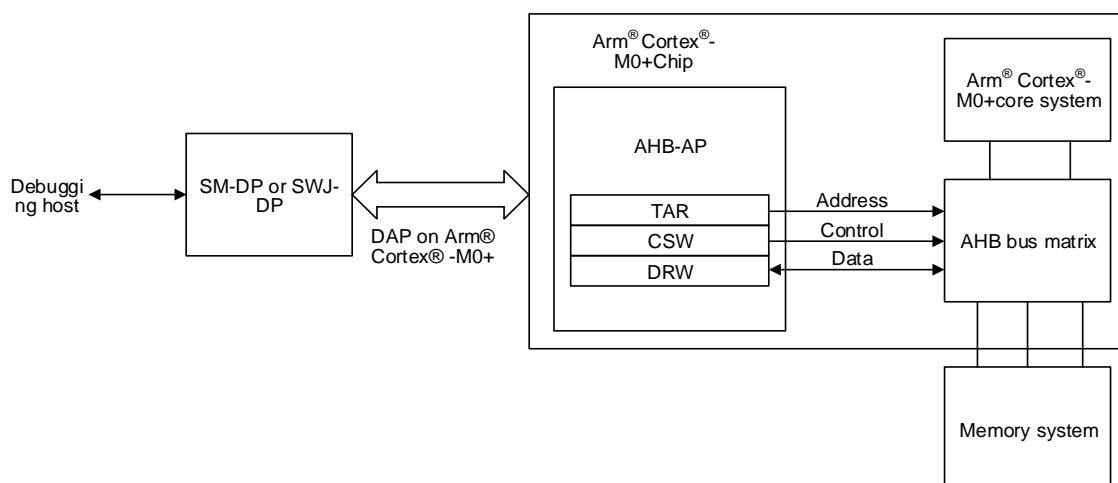 Arm® Cortex®-
M0+Chip
Arm® Cortex®-
M0+core system
AHB-AP
SM-DP or SWJ-
DP
Debuggi
ng host
TAR
CSW
DRW
Address
Control
Data
AHB bus matrix
DAP on Arm®
Cortex® -M0+
Memory system